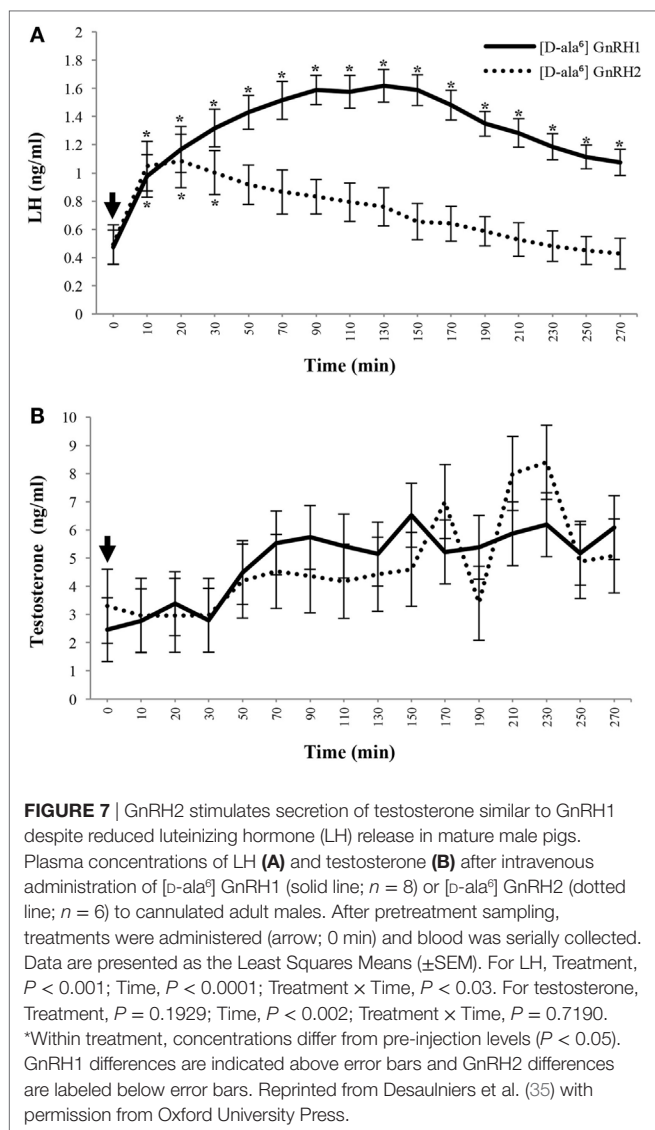 A
2
1.8
1.6
1.4
1.2
1
0.8
0.6
0.4
0.2
0
LH (ng/ml)
[D-ala⁶] GnRH1
[D-ala⁶] GnRH2
* * * * * * * * * * * * * * *
* * *
0 10 20 30 50 70 90 110 130 150 170 190 210 230 250 270
Time (min)
B
10
9
8
7
6
5
4
3
2
1
0
Testosterone (ng/ml)
0 10 20 30 50 70 90 110 130 150 170 190 210 230 250 270
Time (min)
FIGURE 7 | GnRH2 stimulates secretion of testosterone similar to GnRH1
despite reduced luteinizing hormone (LH) release in mature male pigs.
Plasma concentrations of LH (A) and testosterone (B) after intravenous
administration of [D-ala⁶] GnRH1 (solid line; n = 8) or [D-ala⁶] GnRH2 (dotted
line; n = 6) to cannulated adult males. After pretreatment sampling,
treatments were administered (arrow; 0 min) and blood was serially collected.
Data are presented as the Least Squares Means (±SEM). For LH, Treatment,
P < 0.001; Time, P < 0.0001; Treatment × Time, P < 0.03. For testosterone,
Treatment, P = 0.1929; Time, P < 0.002; Treatment × Time, P = 0.7190.
*Within treatment, concentrations differ from pre-injection levels (P < 0.05).
GnRH1 differences are indicated above error bars and GnRH2 differences
are labeled below error bars. Reprinted from Desaulniers et al. (35) with
permission from Oxford University Press.